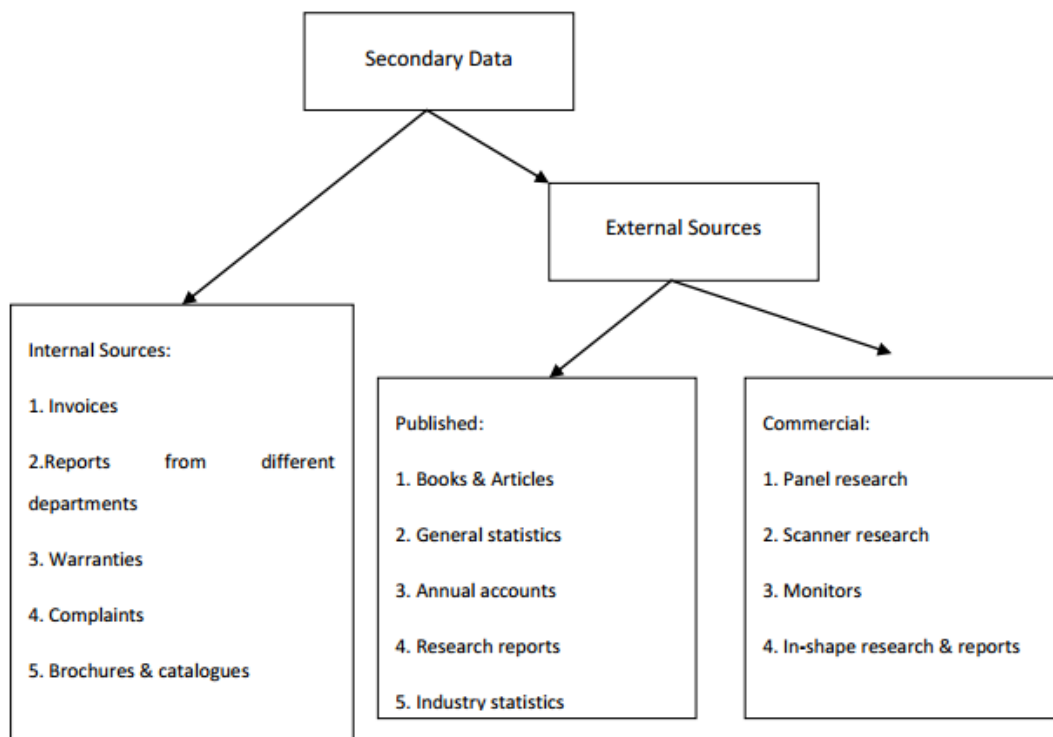 Secondary Data
External Sources
Internal Sources:
1. Invoices
2.Reports from different
departments
3. Warranties
4. Complaints
5. Brochures & catalogues
Published:
1. Books & Articles
2. General statistics
3. Annual accounts
4. Research reports
5. Industry statistics
Commercial:
1. Panel research
2. Scanner research
3. Monitors
4. In-shape research & reports